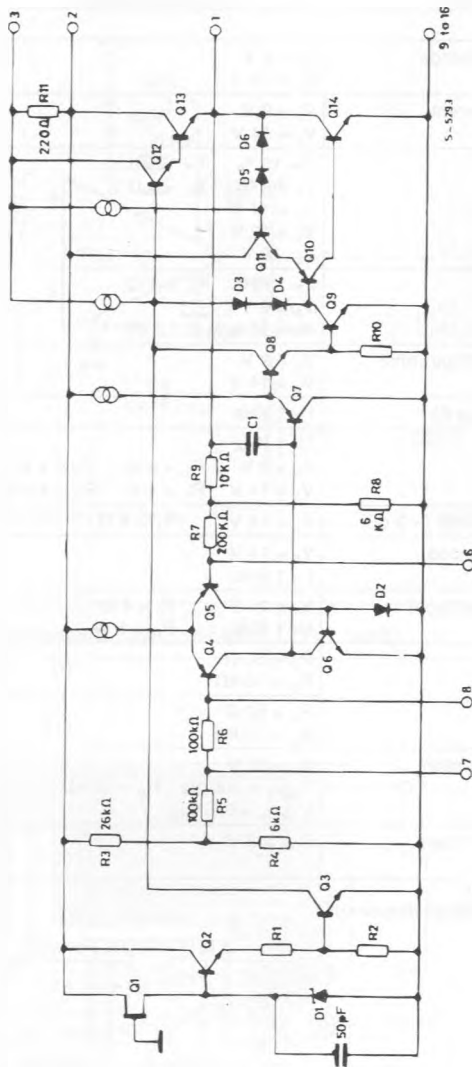 3
2
1
9 to 16
S-5293
R11
220Ω
Q13
Q12
D6
D5
Q14
Q11
Q10
D3
D4
Q9
Q8
R10
Q7
C1
R9
10KΩ
R7
200KΩ
R8
6
KΩ
6
Q5
Q4
D2
Q6
8
100kΩ
R6
7
100kΩ
R5
26kΩ
R3
6kΩ
R4
Q3
Q2
R1
R2
Q1
D1
50pF